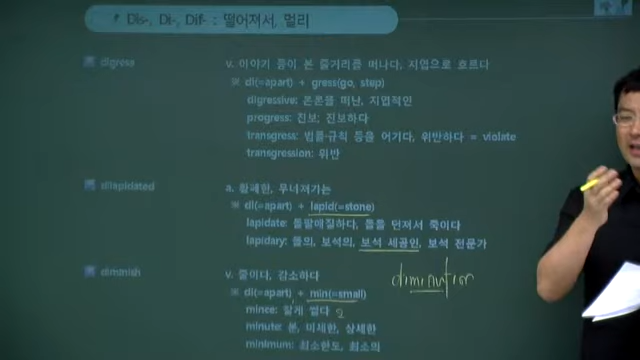 Dis-, Di-, Dif- : 떨어져서, 멀리
digress v. 이야기 등이 본 줄거리를 떠나다, 지엽으로 흐르다
di(=apart) + gress(go, step)
digressive: 본론을 떠난, 지엽적인
progress: 진보; 진보하다
transgress: 법률·규칙 등을 어기다, 위반하다 = violate
transgression: 위반
dilapidated a. 황폐한, 무너져가는
di(=apart) + lapid(=stone)
lapidate: 돌팔매질하다, 돌을 던져서 죽이다
lapidary: 돌의, 보석의, 보석 세공인, 보석 전문가
diminish v. 줄이다, 감소하다
diminution
di(=apart) + min(=small)
mince: 잘게 썰다 2
minute: 분, 미세한, 상세한
minimum: 최소한도, 최소의